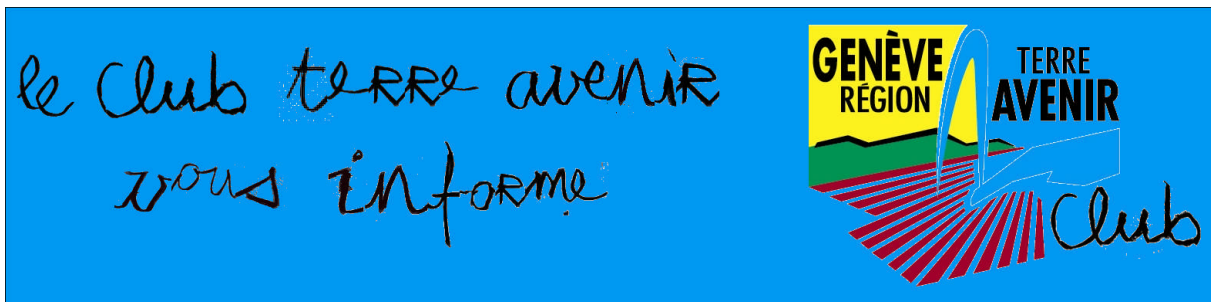 le Club terre avenir
vous informe
GENÈVE
RÉGION
TERRE
AVENIR
Club